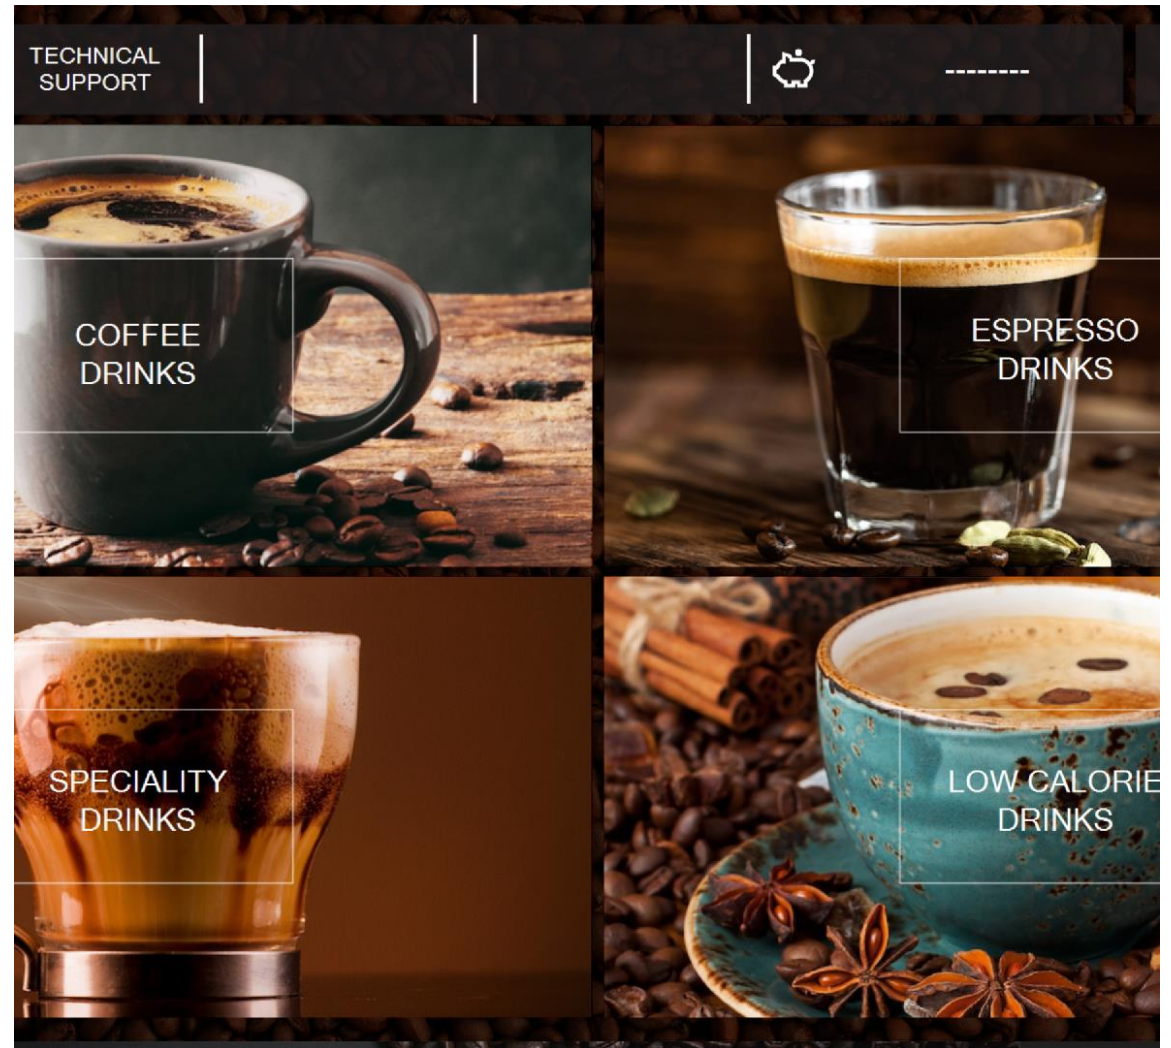 TECHNICAL
SUPPORT
--------
COFFEE
DRINKS
ESPRESSO
DRINKS
SPECIALITY
DRINKS
LOW CALORIE
DRINKS